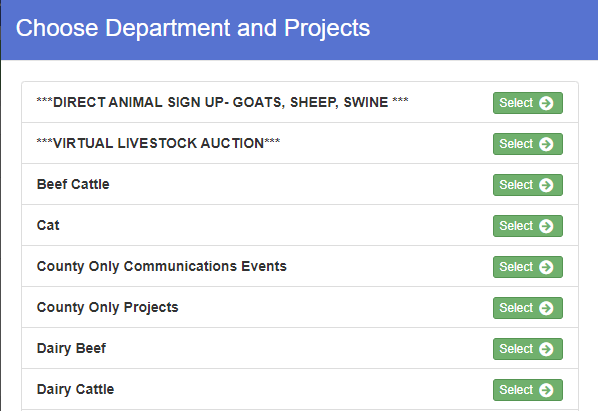 Choose Department and Projects
***DIRECT ANIMAL SIGN UP- GOATS, SHEEP, SWINE *** Select
***VIRTUAL LIVESTOCK AUCTION*** Select
Beef Cattle Select
Cat Select
County Only Communications Events Select
County Only Projects Select
Dairy Beef Select
Dairy Cattle Select